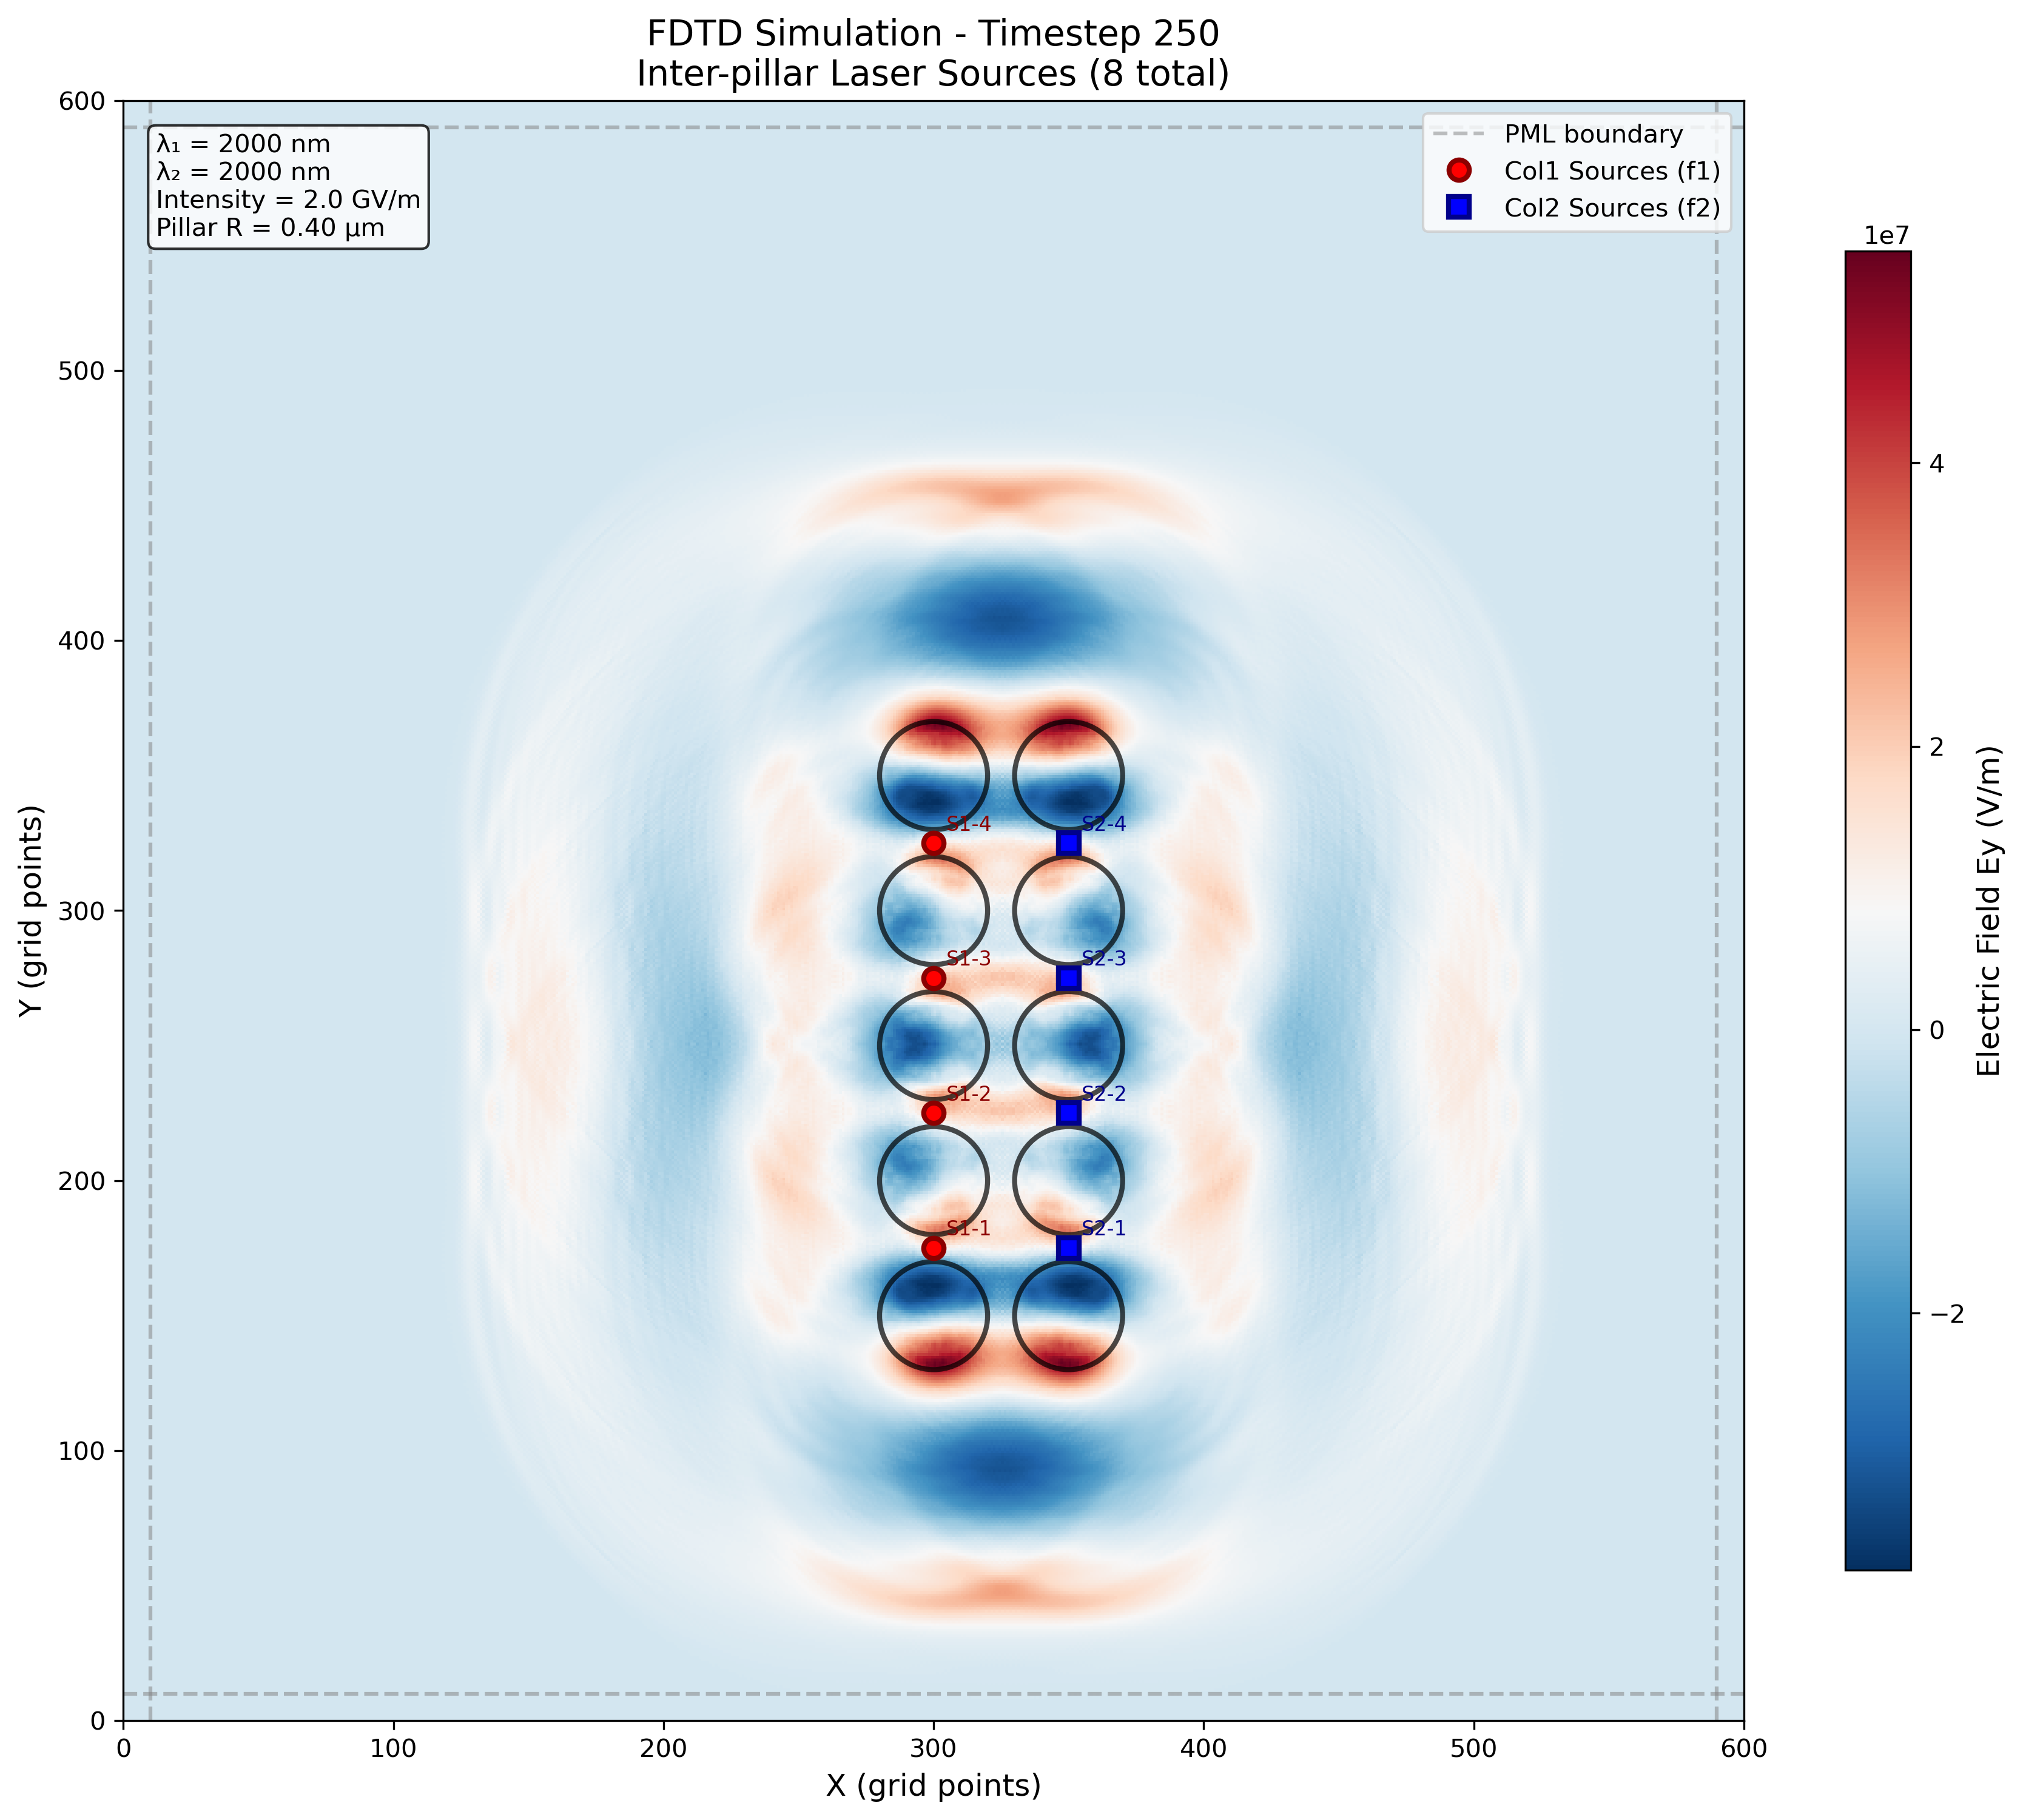 FDTD Simulation - Timestep 250
Inter-pillar Laser Sources (8 total)
λ₁ = 2000 nm
λ₂ = 2000 nm
Intensity = 2.0 GV/m
Pillar R = 0.40 μm
PML boundary
Col1 Sources (f1)
Col2 Sources (f2)
1e7
4
2
0
−2
Electric Field Ey (V/m)
600
500
400
300
200
100
0
Y (grid points)
S1-4
S2-4
S1-3
S2-3
S1-2
S2-2
S1-1
S2-1
0
100
200
300
400
500
600
X (grid points)